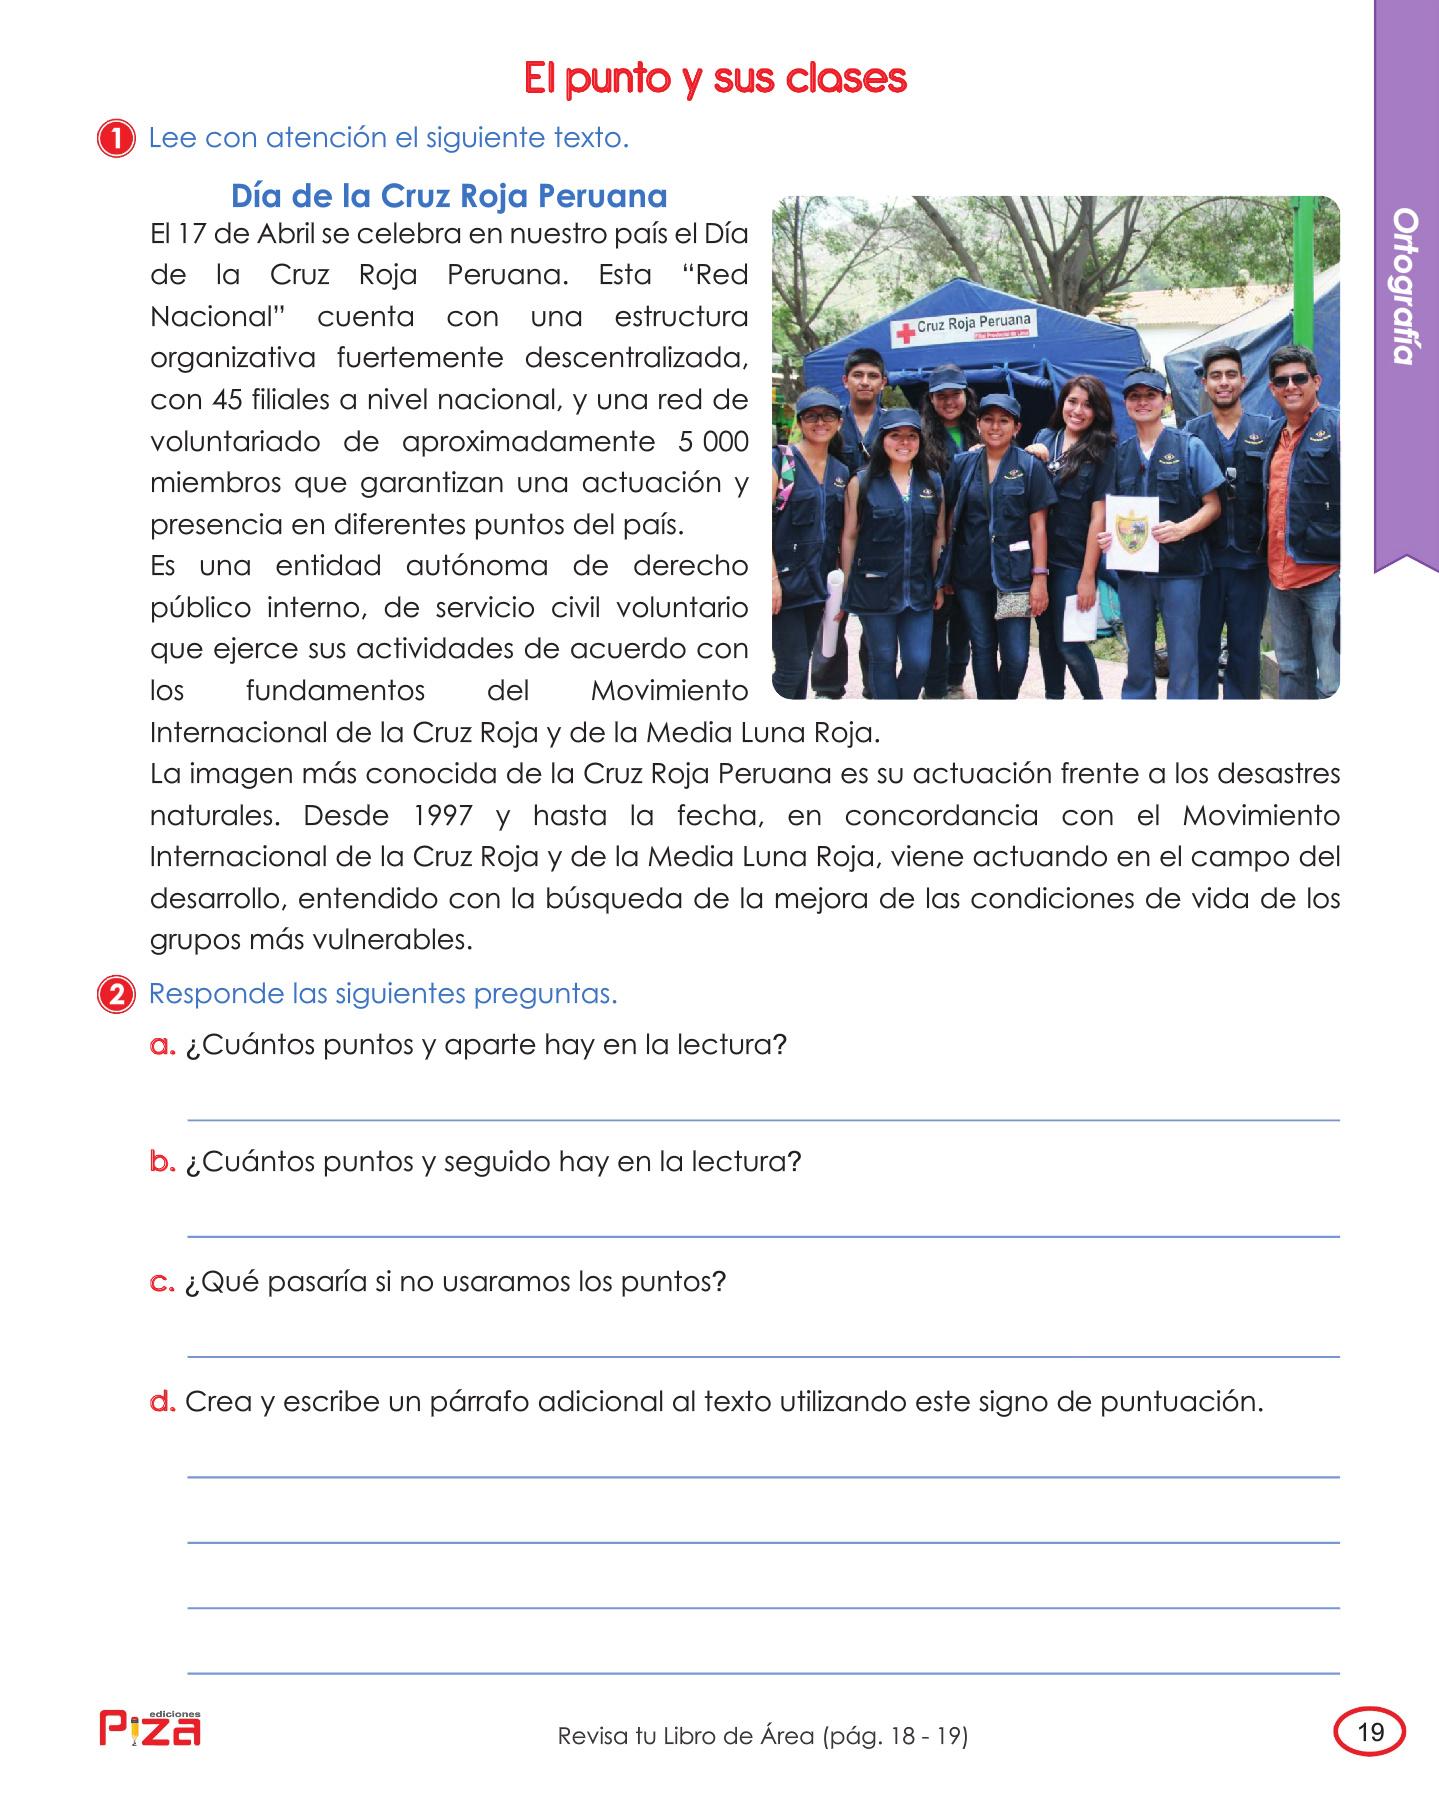 El punto y sus clases
1 Lee con atención el siguiente texto.
Día de la Cruz Roja Peruana
El 17 de Abril se celebra en nuestro país el Día
de la Cruz Roja Peruana. Esta “Red
Nacional” cuenta con una estructura
organizativa fuertemente descentralizada,
con 45 filiales a nivel nacional, y una red de
voluntariado de aproximadamente 5 000
miembros que garantizan una actuación y
presencia en diferentes puntos del país.
Es una entidad autónoma de derecho
público interno, de servicio civil voluntario
que ejerce sus actividades de acuerdo con
los fundamentos del Movimiento
Internacional de la Cruz Roja y de la Media Luna Roja.
La imagen más conocida de la Cruz Roja Peruana es su actuación frente a los desastres
naturales. Desde 1997 y hasta la fecha, en concordancia con el Movimiento
Internacional de la Cruz Roja y de la Media Luna Roja, viene actuando en el campo del
desarrollo, entendido con la búsqueda de la mejora de las condiciones de vida de los
grupos más vulnerables.
Cruz Roja Peruana
Ortografía
2 Responde las siguientes preguntas.
a. ¿Cuántos puntos y aparte hay en la lectura?
b. ¿Cuántos puntos y seguido hay en la lectura?
c. ¿Qué pasaría si no usaramos los puntos?
d. Crea y escribe un párrafo adicional al texto utilizando este signo de puntuación.
ediciones
Piza
Revisa tu Libro de Área (pág. 18 - 19)
19